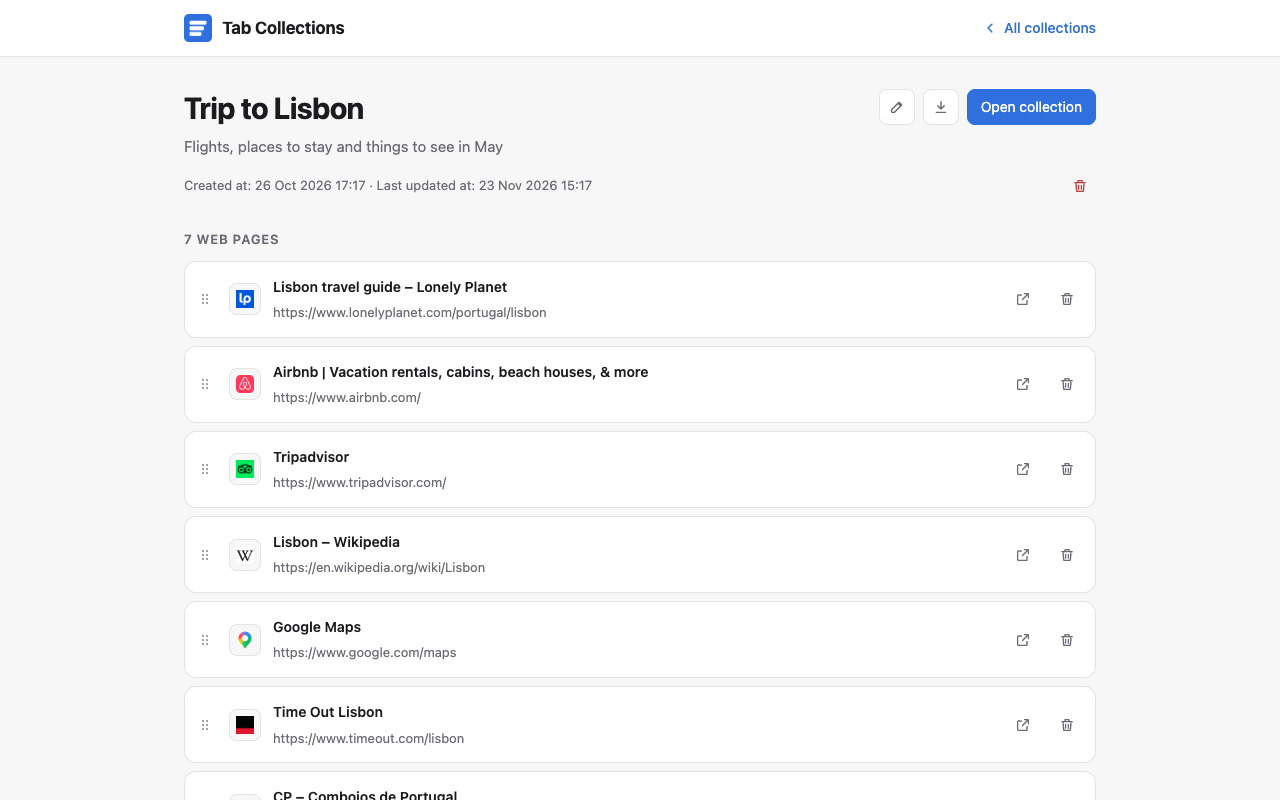 Tab Collections
All collections
Trip to Lisbon
Open collection
Flights, places to stay and things to see in May
Created at: 26 Oct 2026 17:17 · Last updated at: 23 Nov 2026 15:17
7 WEB PAGES
lp
Lisbon travel guide – Lonely Planet
https://www.lonelyplanet.com/portugal/lisbon
Airbnb | Vacation rentals, cabins, beach houses, & more
https://www.airbnb.com/
Tripadvisor
https://www.tripadvisor.com/
W
Lisbon – Wikipedia
https://en.wikipedia.org/wiki/Lisbon
Google Maps
https://www.google.com/maps
Time Out Lisbon
https://www.timeout.com/lisbon
CP – Comboios de Portugal